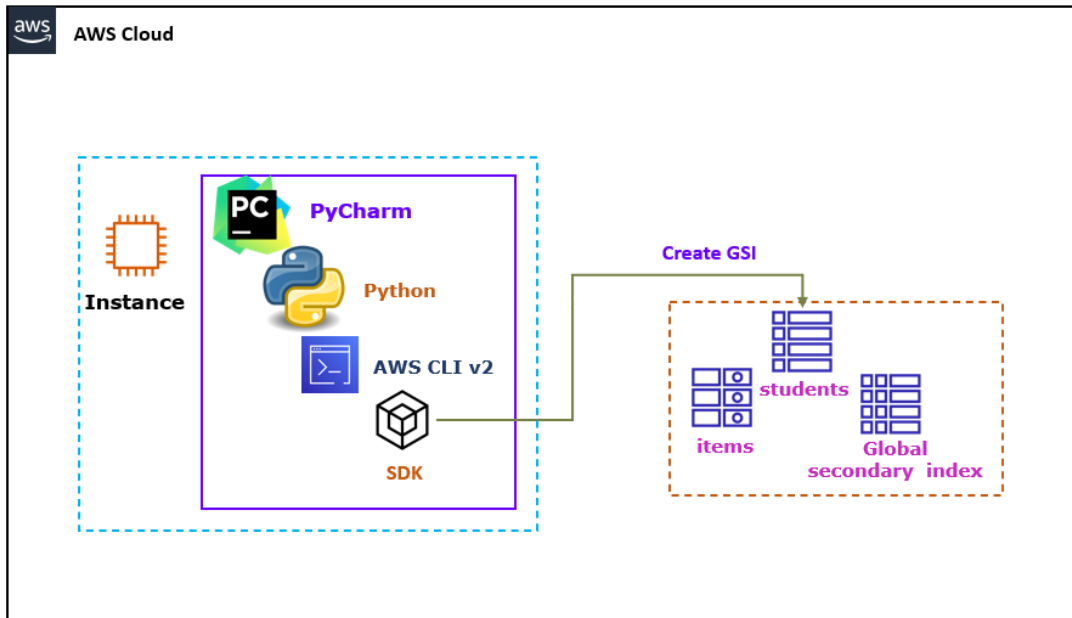 aws
AWS Cloud
PC
PyCharm
Instance
Python
AWS CLI v2
SDK
Create GSI
students
items
Global
secondary index